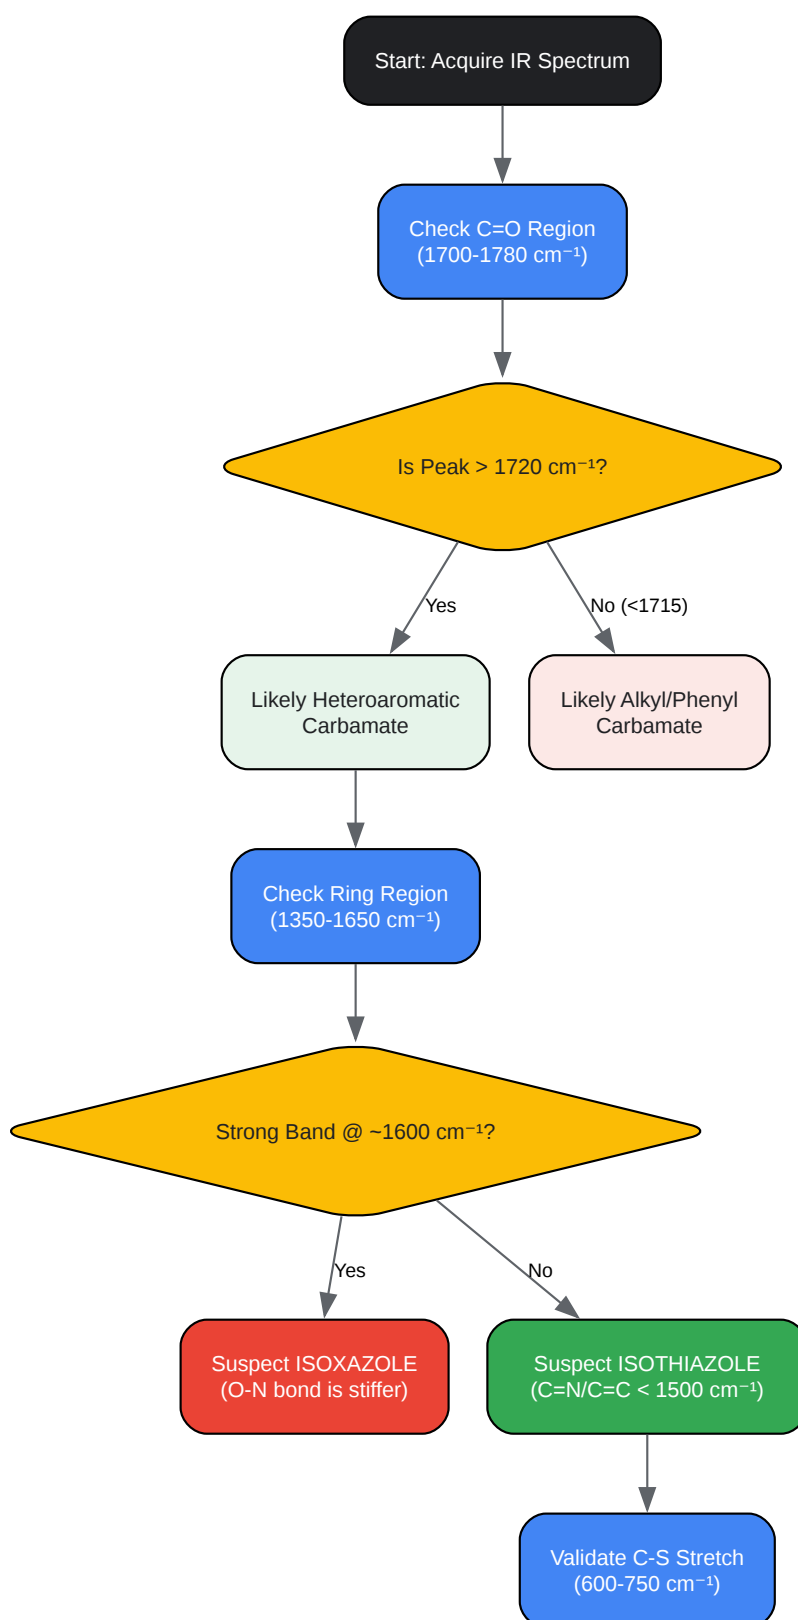 Start: Acquire IR Spectrum
Check C=O Region
(1700-1780 cm⁻¹)
Is Peak > 1720 cm⁻¹?
Yes
No (<1715)
Likely Heteroaromatic
Carbamate
Likely Alkyl/Phenyl
Carbamate
Check Ring Region
(1350-1650 cm⁻¹)
Strong Band @ ~1600 cm⁻¹?
Yes
No
Suspect ISOXAZOLE
(O-N bond is stiffer)
Suspect ISOTHIAZOLE
(C=N/C=C < 1500 cm⁻¹)
Validate C-S Stretch
(600-750 cm⁻¹)